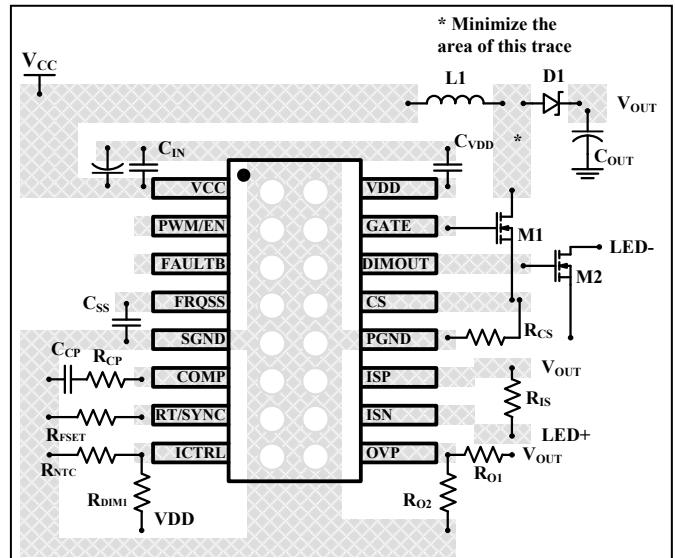 * Minimize the
area of this trace
VCC
L1
D1
VOUT
*
COUT
CIN
CVDD
VCC
VDD
PWM/EN
GATE
M1
FAULTB
DIMOUT
LED-
M2
CSS
FRQSS
CS
SGND
PGND
RCS
CCP
RCP
COMP
ISP
VOUT
RIS
RT/SYNC
ISN
RFSET
LED+
ICTRL
OVP
VOUT
RNTC
RO1
RDIM1
RO2
VDD